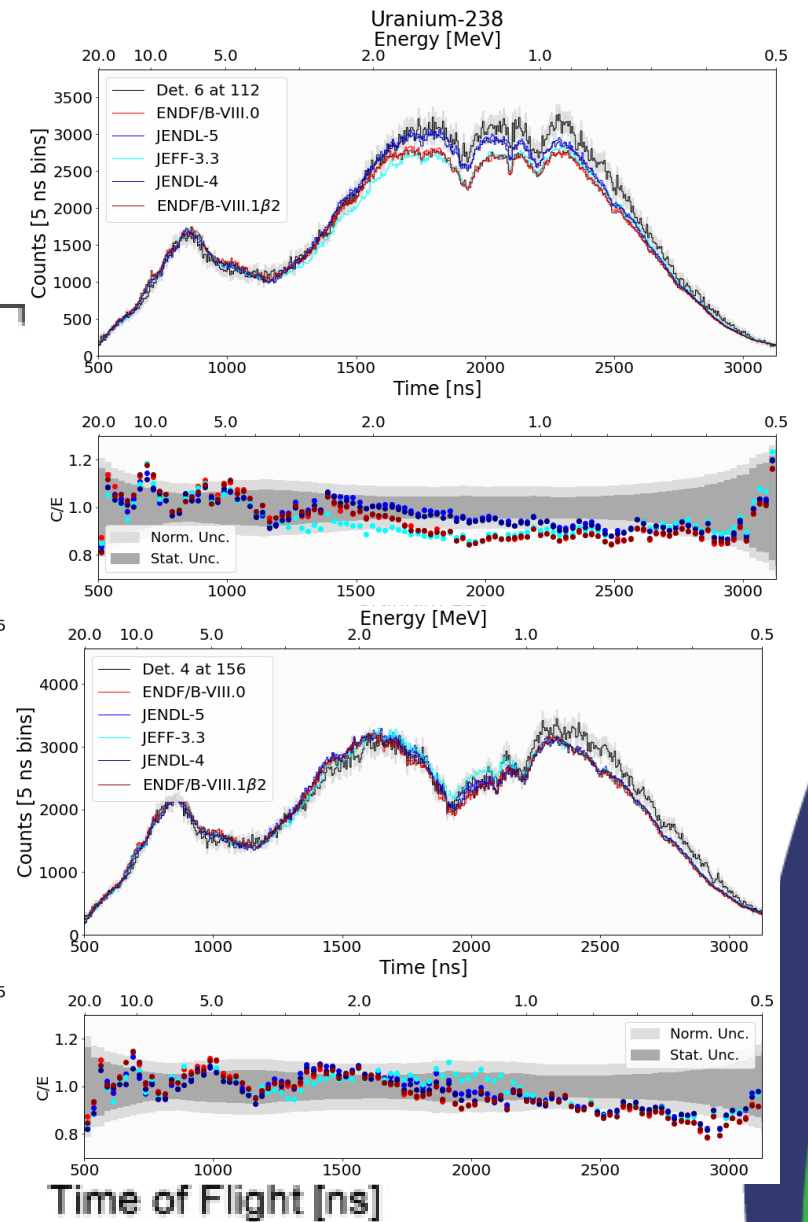 Uranium-238
Energy [MeV]
20.0 10.0 5.0 2.0 1.0 0.5
3500
3000
2500
2000
1500
1000
500
0
Counts [5 ns bins]
Det. 6 at 112
ENDF/B-VIII.0
JENDL-5
JEFF-3.3
JENDL-4
ENDF/B-VIII.1β2
500 1000 1500 2000 2500 3000
Time [ns]
20.0 10.0 5.0 2.0 1.0 0.5
1.2
1.0
0.8
C/E
Norm. Unc.
Stat. Unc.
500 1000 1500 2000 2500 3000
Energy [MeV]
5
20.0 10.0 5.0 2.0 1.0 0.5
4000
3000
2000
1000
0
Counts [5 ns bins]
Det. 4 at 156
ENDF/B-VIII.0
JENDL-5
JEFF-3.3
JENDL-4
ENDF/B-VIII.1β2
500 1000 1500 2000 2500 3000
Time [ns]
5
20.0 10.0 5.0 2.0 1.0 0.5
1.2
1.0
0.8
C/E
Norm. Unc.
Stat. Unc.
500 1000 1500 2000 2500 3000
Time of Flight [ns]